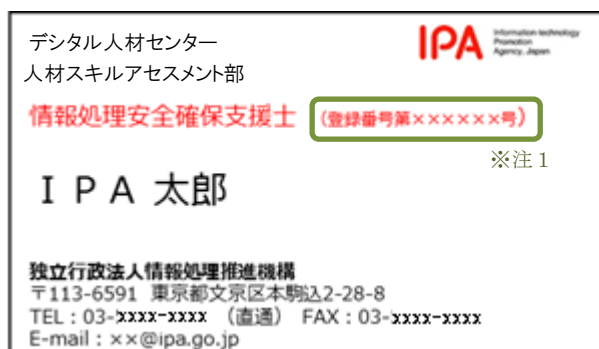 デシタル人材センター
人材スキルアセスメント部
IPA Information-technology Promotion Agency, Japan
情報処理安全確保支援士 (登録番号第××××××号)
※注1
IPA 太郎
独立行政法人情報処理推進機構
〒113-6591 東京都文京区本駒込2-28-8
TEL：03-xxxx-xxxx （直通） FAX：03-xxxx-xxxx
E-mail：××@ipa.go.jp